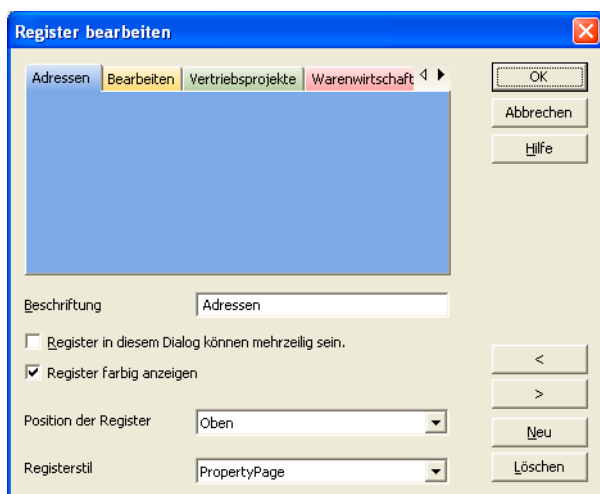 Register bearbeiten
Adressen Bearbeiten Vertriebsprojekte Warenwirtschaft
OK
Abbrechen
Hilfe
Beschriftung Adressen
Register in diesem Dialog können mehrzeilig sein.
Register farbig anzeigen
<
>
Position der Register Oben
Neu
Registerstil PropertyPage
Löschen